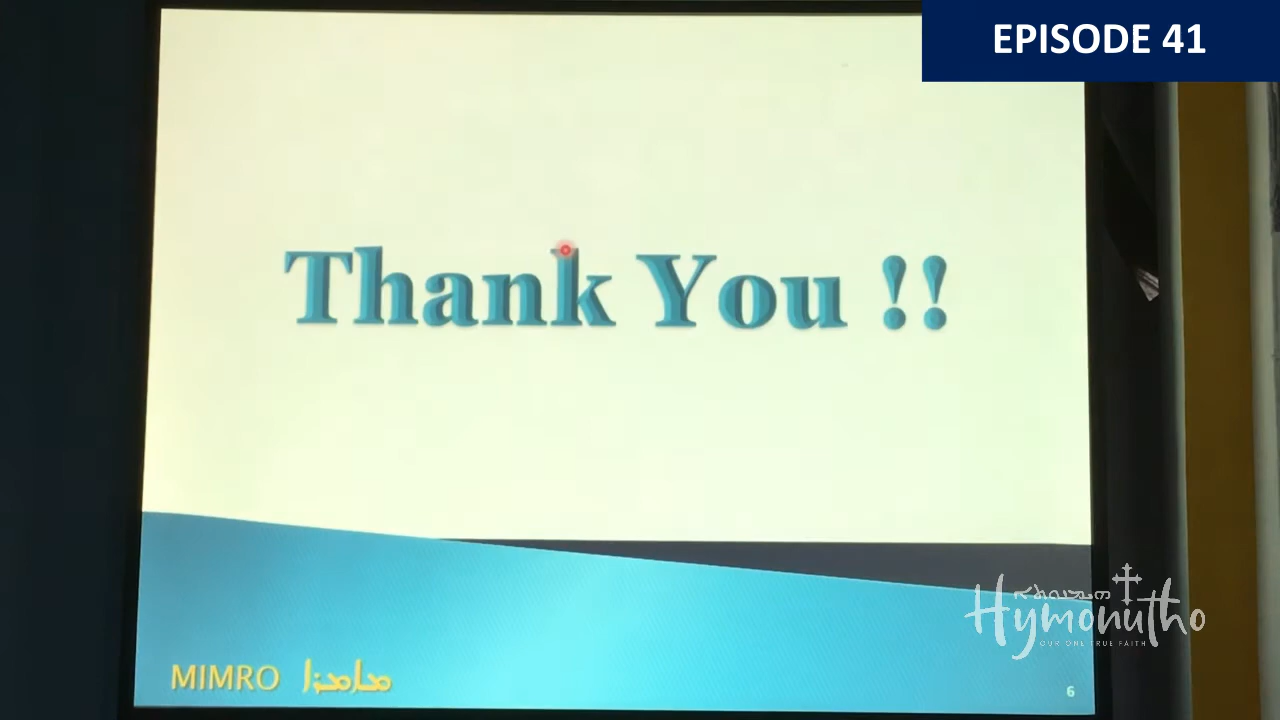 EPISODE 41
Thank You !!
Hymonutho
OUR ONE TRUE FAITH
MIMRO ܡܐܡܪܐ
6